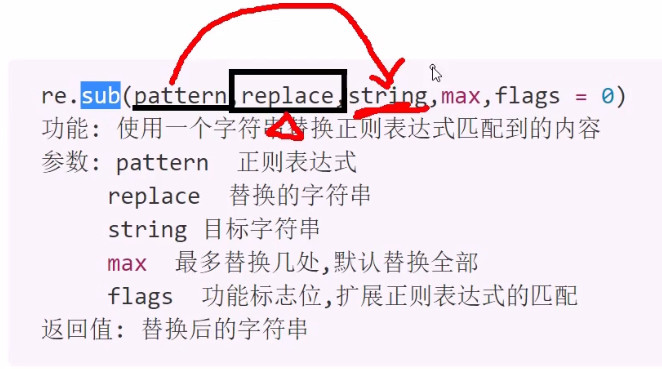 re.sub(pattern,replace,string,max,flags = 0)
功能: 使用一个字符串替换正则表达式匹配到的内容
参数: pattern 正则表达式
replace 替换的字符串
string 目标字符串
max 最多替换几处,默认替换全部
flags 功能标志位,扩展正则表达式的匹配
返回值: 替换后的字符串